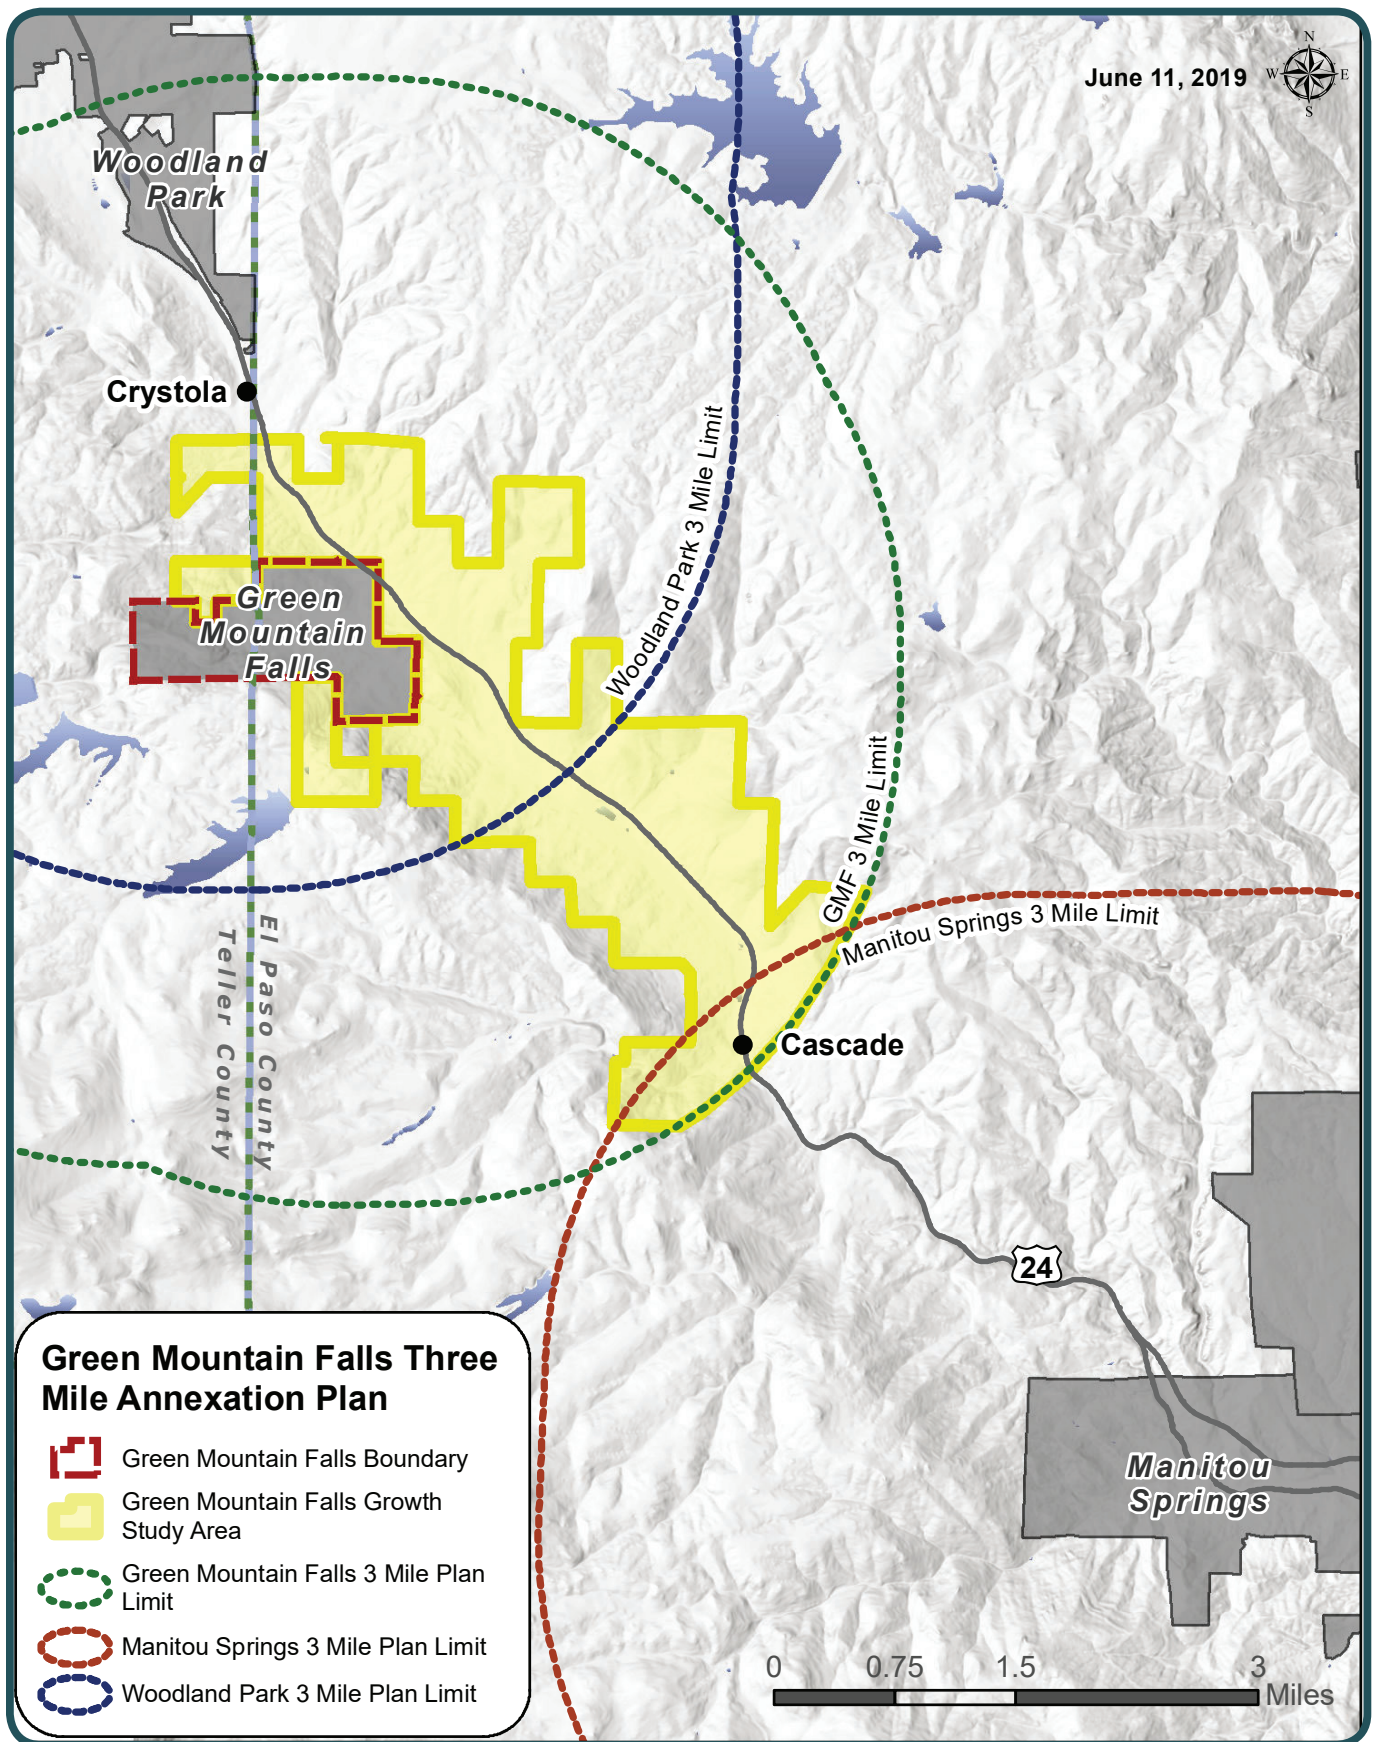 June 11, 2019
N
W
E
S
Woodland
Park
Crystola
Green
Mountain
Falls
Woodland Park 3 Mile Limit
GMF 3 Mile Limit
Manitou Springs 3 Mile Limit
El Paso County
Teller County
Cascade
24
Manitou
Springs
Green Mountain Falls Three
Mile Annexation Plan
Green Mountain Falls Boundary
Green Mountain Falls Growth
Study Area
Green Mountain Falls 3 Mile Plan
Limit
Manitou Springs 3 Mile Plan Limit
Woodland Park 3 Mile Plan Limit
0 0.75 1.5 3
Miles